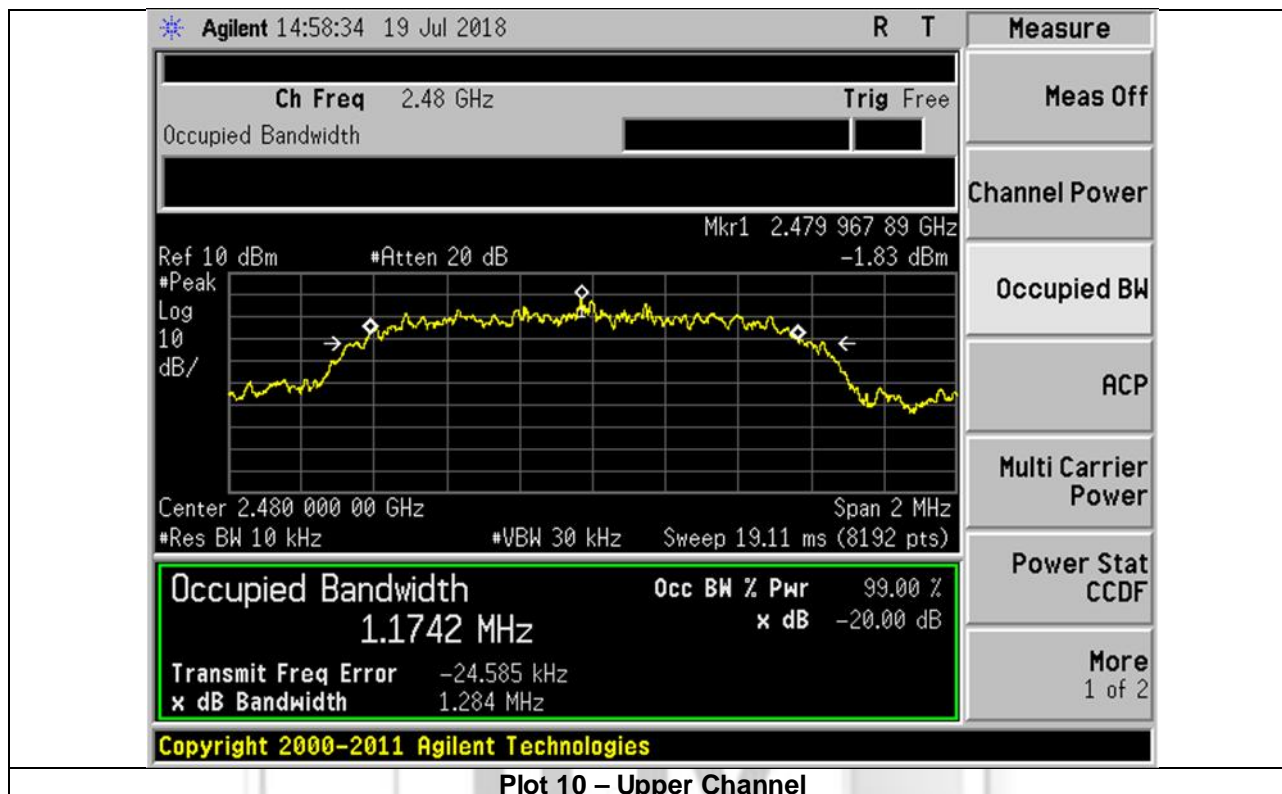 Agilent 14:58:34 19 Jul 2018 R T
Measure
Ch Freq 2.48 GHz Trig Free
Occupied Bandwidth
Meas Off
Channel Power
Occupied BW
ACP
Multi Carrier
Power
Power Stat
CCDF
More
1 of 2
Mkr1 2.479 967 89 GHz
Ref 10 dBm #Atten 20 dB -1.83 dBm
#Peak
Log
10
dB/
1
Center 2.480 000 00 GHz Span 2 MHz
#Res BW 10 kHz #VBW 30 kHz Sweep 19.11 ms (8192 pts)
Occupied Bandwidth
1.1742 MHz
Occ BW % Pwr 99.00 %
x dB -20.00 dB
Transmit Freq Error -24.585 kHz
x dB Bandwidth 1.284 MHz
Copyright 2000-2011 Agilent Technologies
Plot 10 – Upper Channel